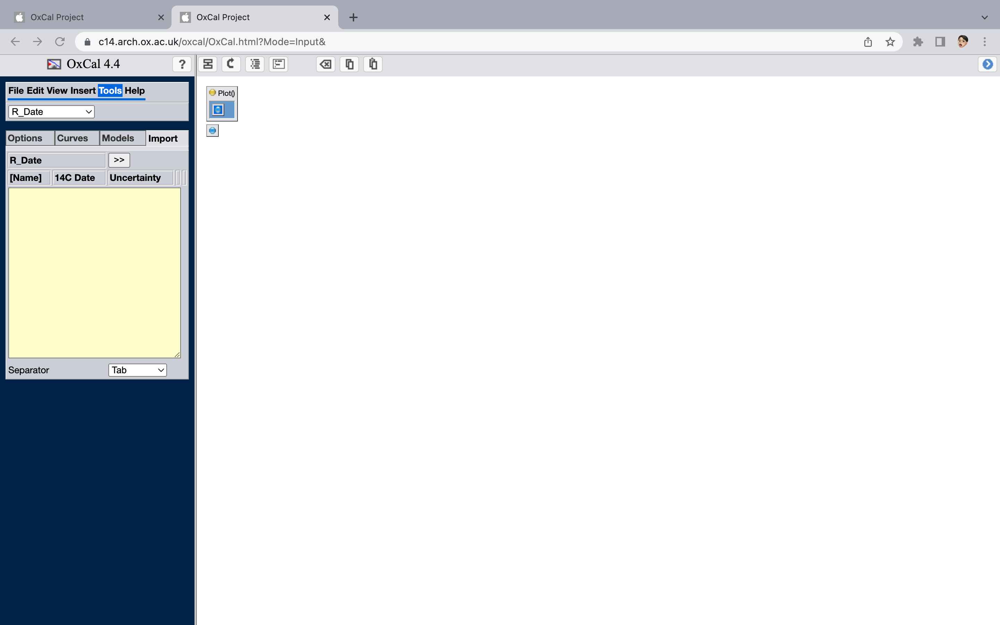 OxCal Project
OxCal Project
c14.arch.ox.ac.uk/oxcal/OxCal.html?Mode=Input&
OxCal 4.4
?
File Edit View Insert Tools Help
R_Date
Options Curves Models Import
R_Date >>
[Name] 14C Date Uncertainty
Separator Tab
Plot()